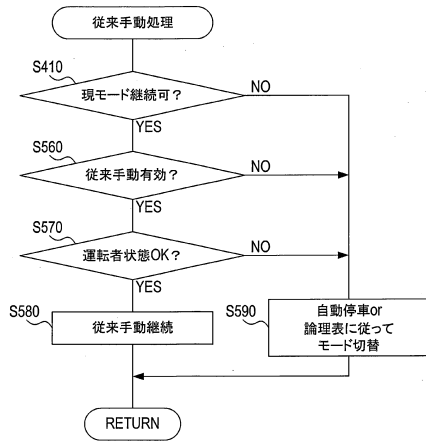 従来手動処理
S410
現モード継続可?
NO
YES
S560
従来手動有効?
NO
YES
S570
運転者状態OK?
NO
YES
S580
従来手動継続
S590
自動停車or
論理表に従って
モード切替
RETURN